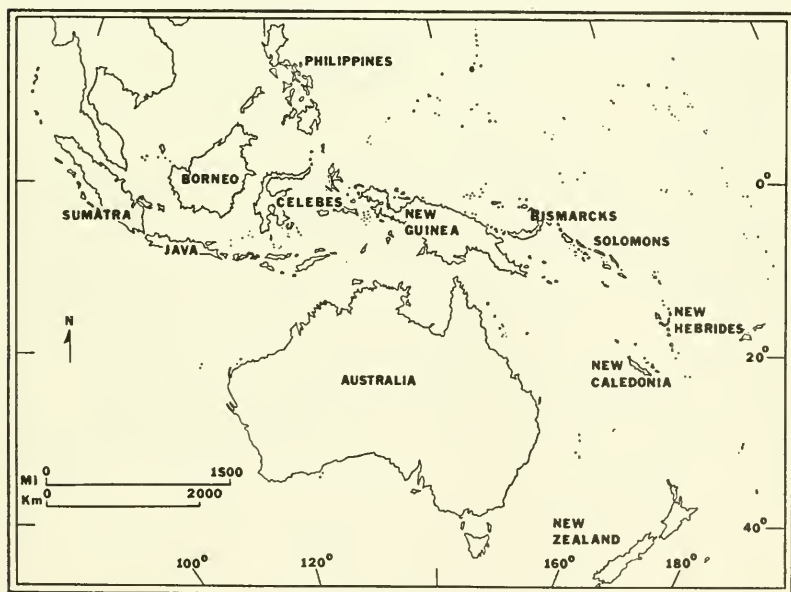 PHILIPPINES
BORNEO
SUMATRA
CELEBES
JAVA
NEW
GUINEA
BISMARCKS
SOLOMONS
0°
N
NEW
HEBRIDES
AUSTRALIA
NEW
CALEDONIA
20°
Mi 0 1500
Km 0 2000
NEW
ZEALAND
40°
100° 120° 160° 180°